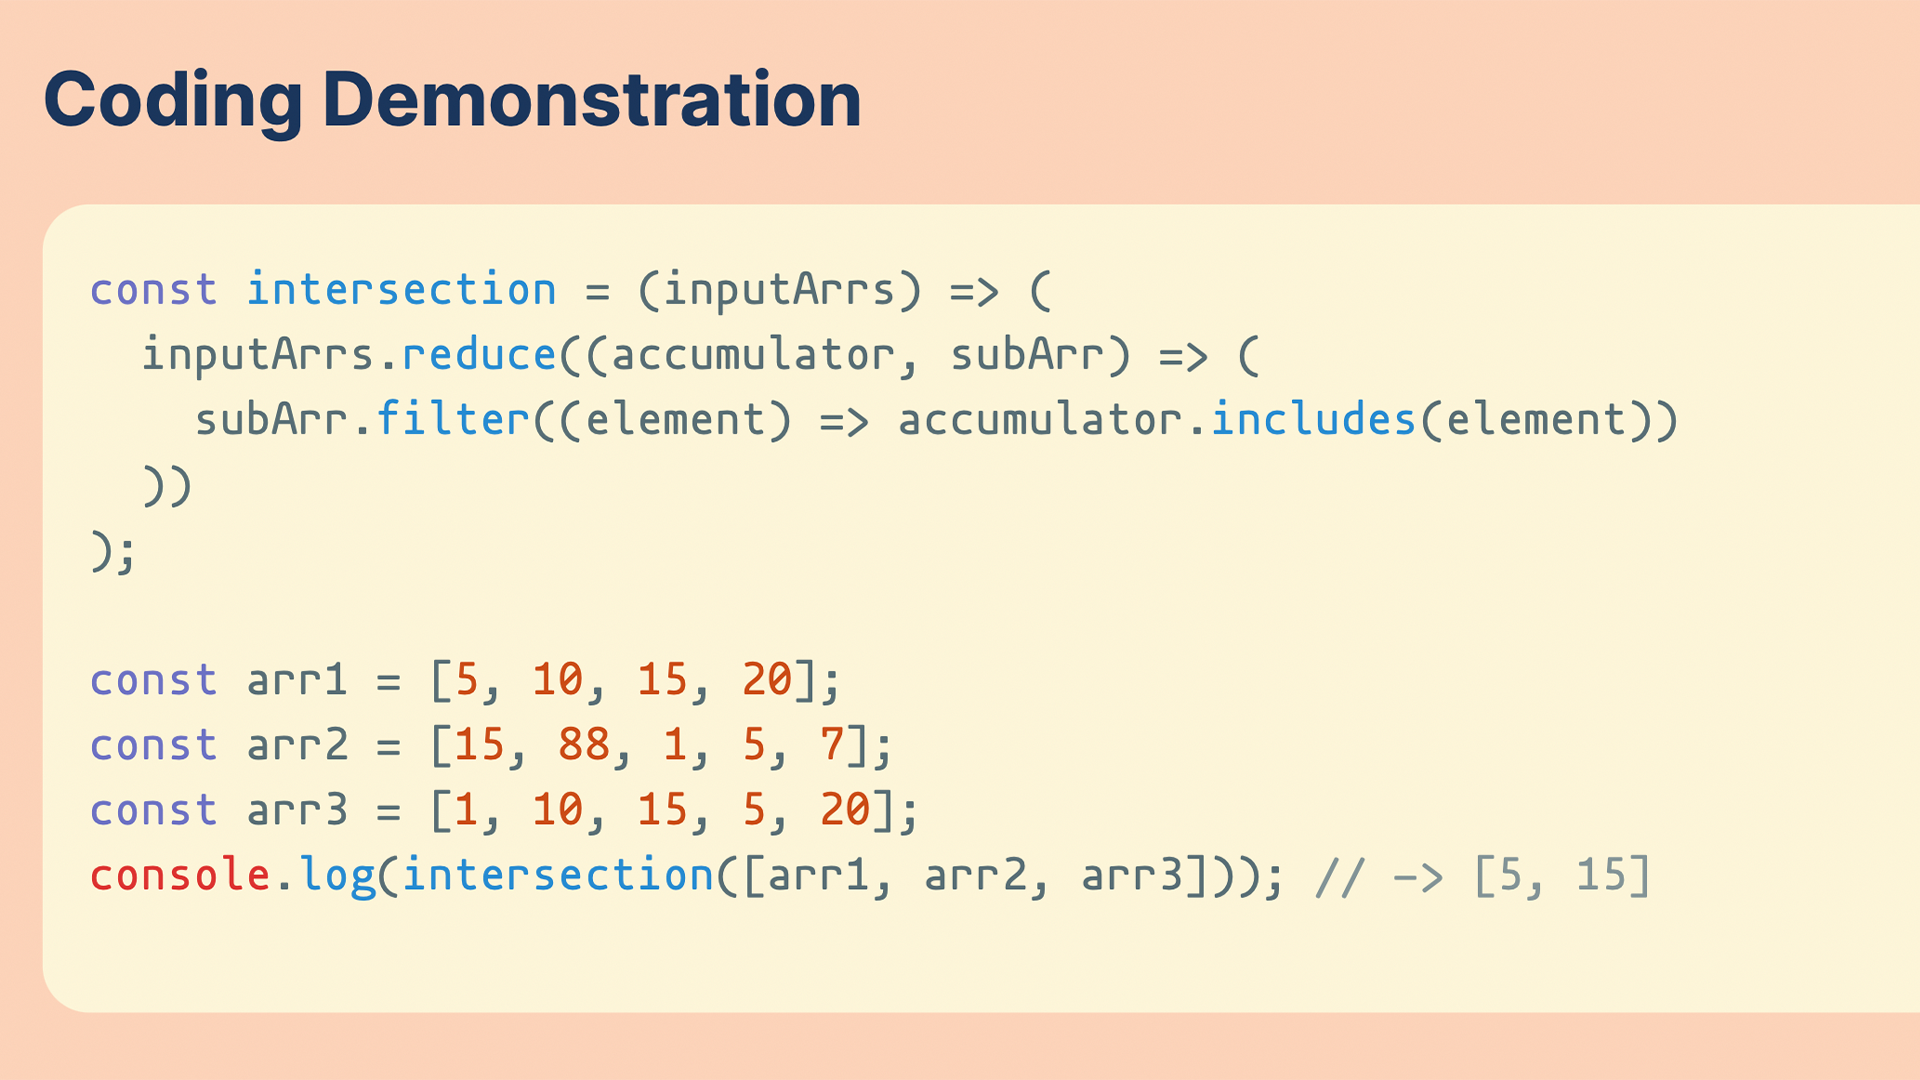 Coding Demonstration
const intersection = (inputArrs) => (
  inputArrs.reduce((accumulator, subArr) => (
    subArr.filter((element) => accumulator.includes(element))
  ))
);
const arr1 = [5, 10, 15, 20];
const arr2 = [15, 88, 1, 5, 7];
const arr3 = [1, 10, 15, 5, 20];
console.log(intersection([arr1, arr2, arr3])); // -> [5, 15]